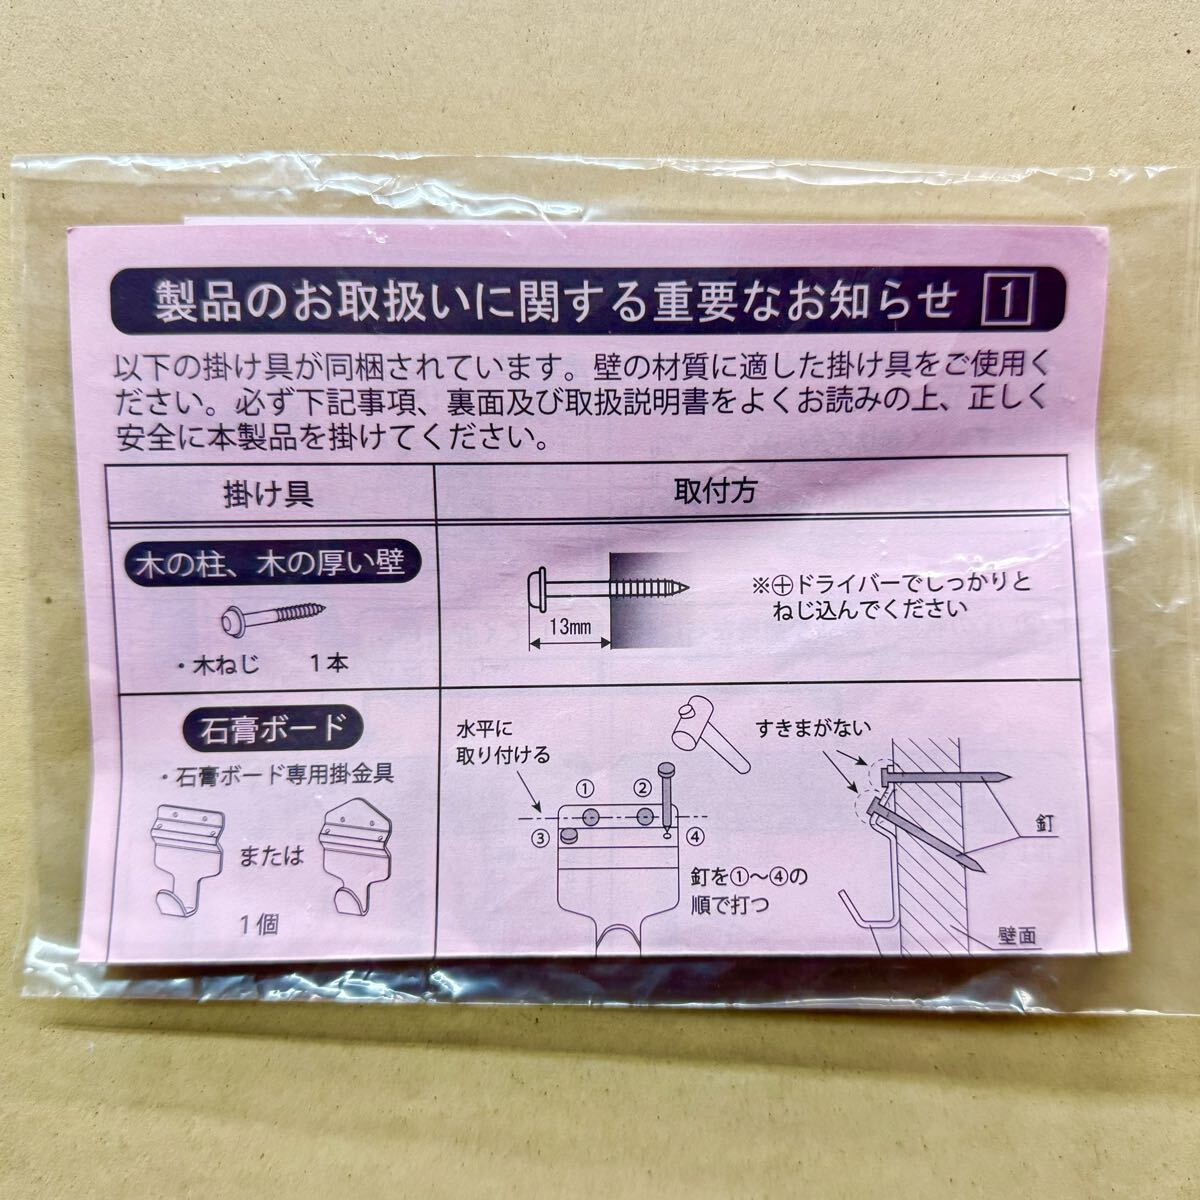 製品のお取扱いに関する重要なお知らせ 1
以下の掛け具が同梱されています。壁の材質に適した掛け具をご使用く
ださい。必ず下記事項、裏面及び取扱説明書をよくお読みの上、正しく
安全に本製品を掛けてください。
掛け具
取付方
木の柱、木の厚い壁
・木ねじ 1本
13mm
※⊕ドライバーでしっかりと
ねじ込んでください
石膏ボード
・石膏ボード専用掛金具
または
1個
水平に
取り付ける
①
②
③
④
釘を①〜④の
順で打つ
すきまがない
釘
壁面